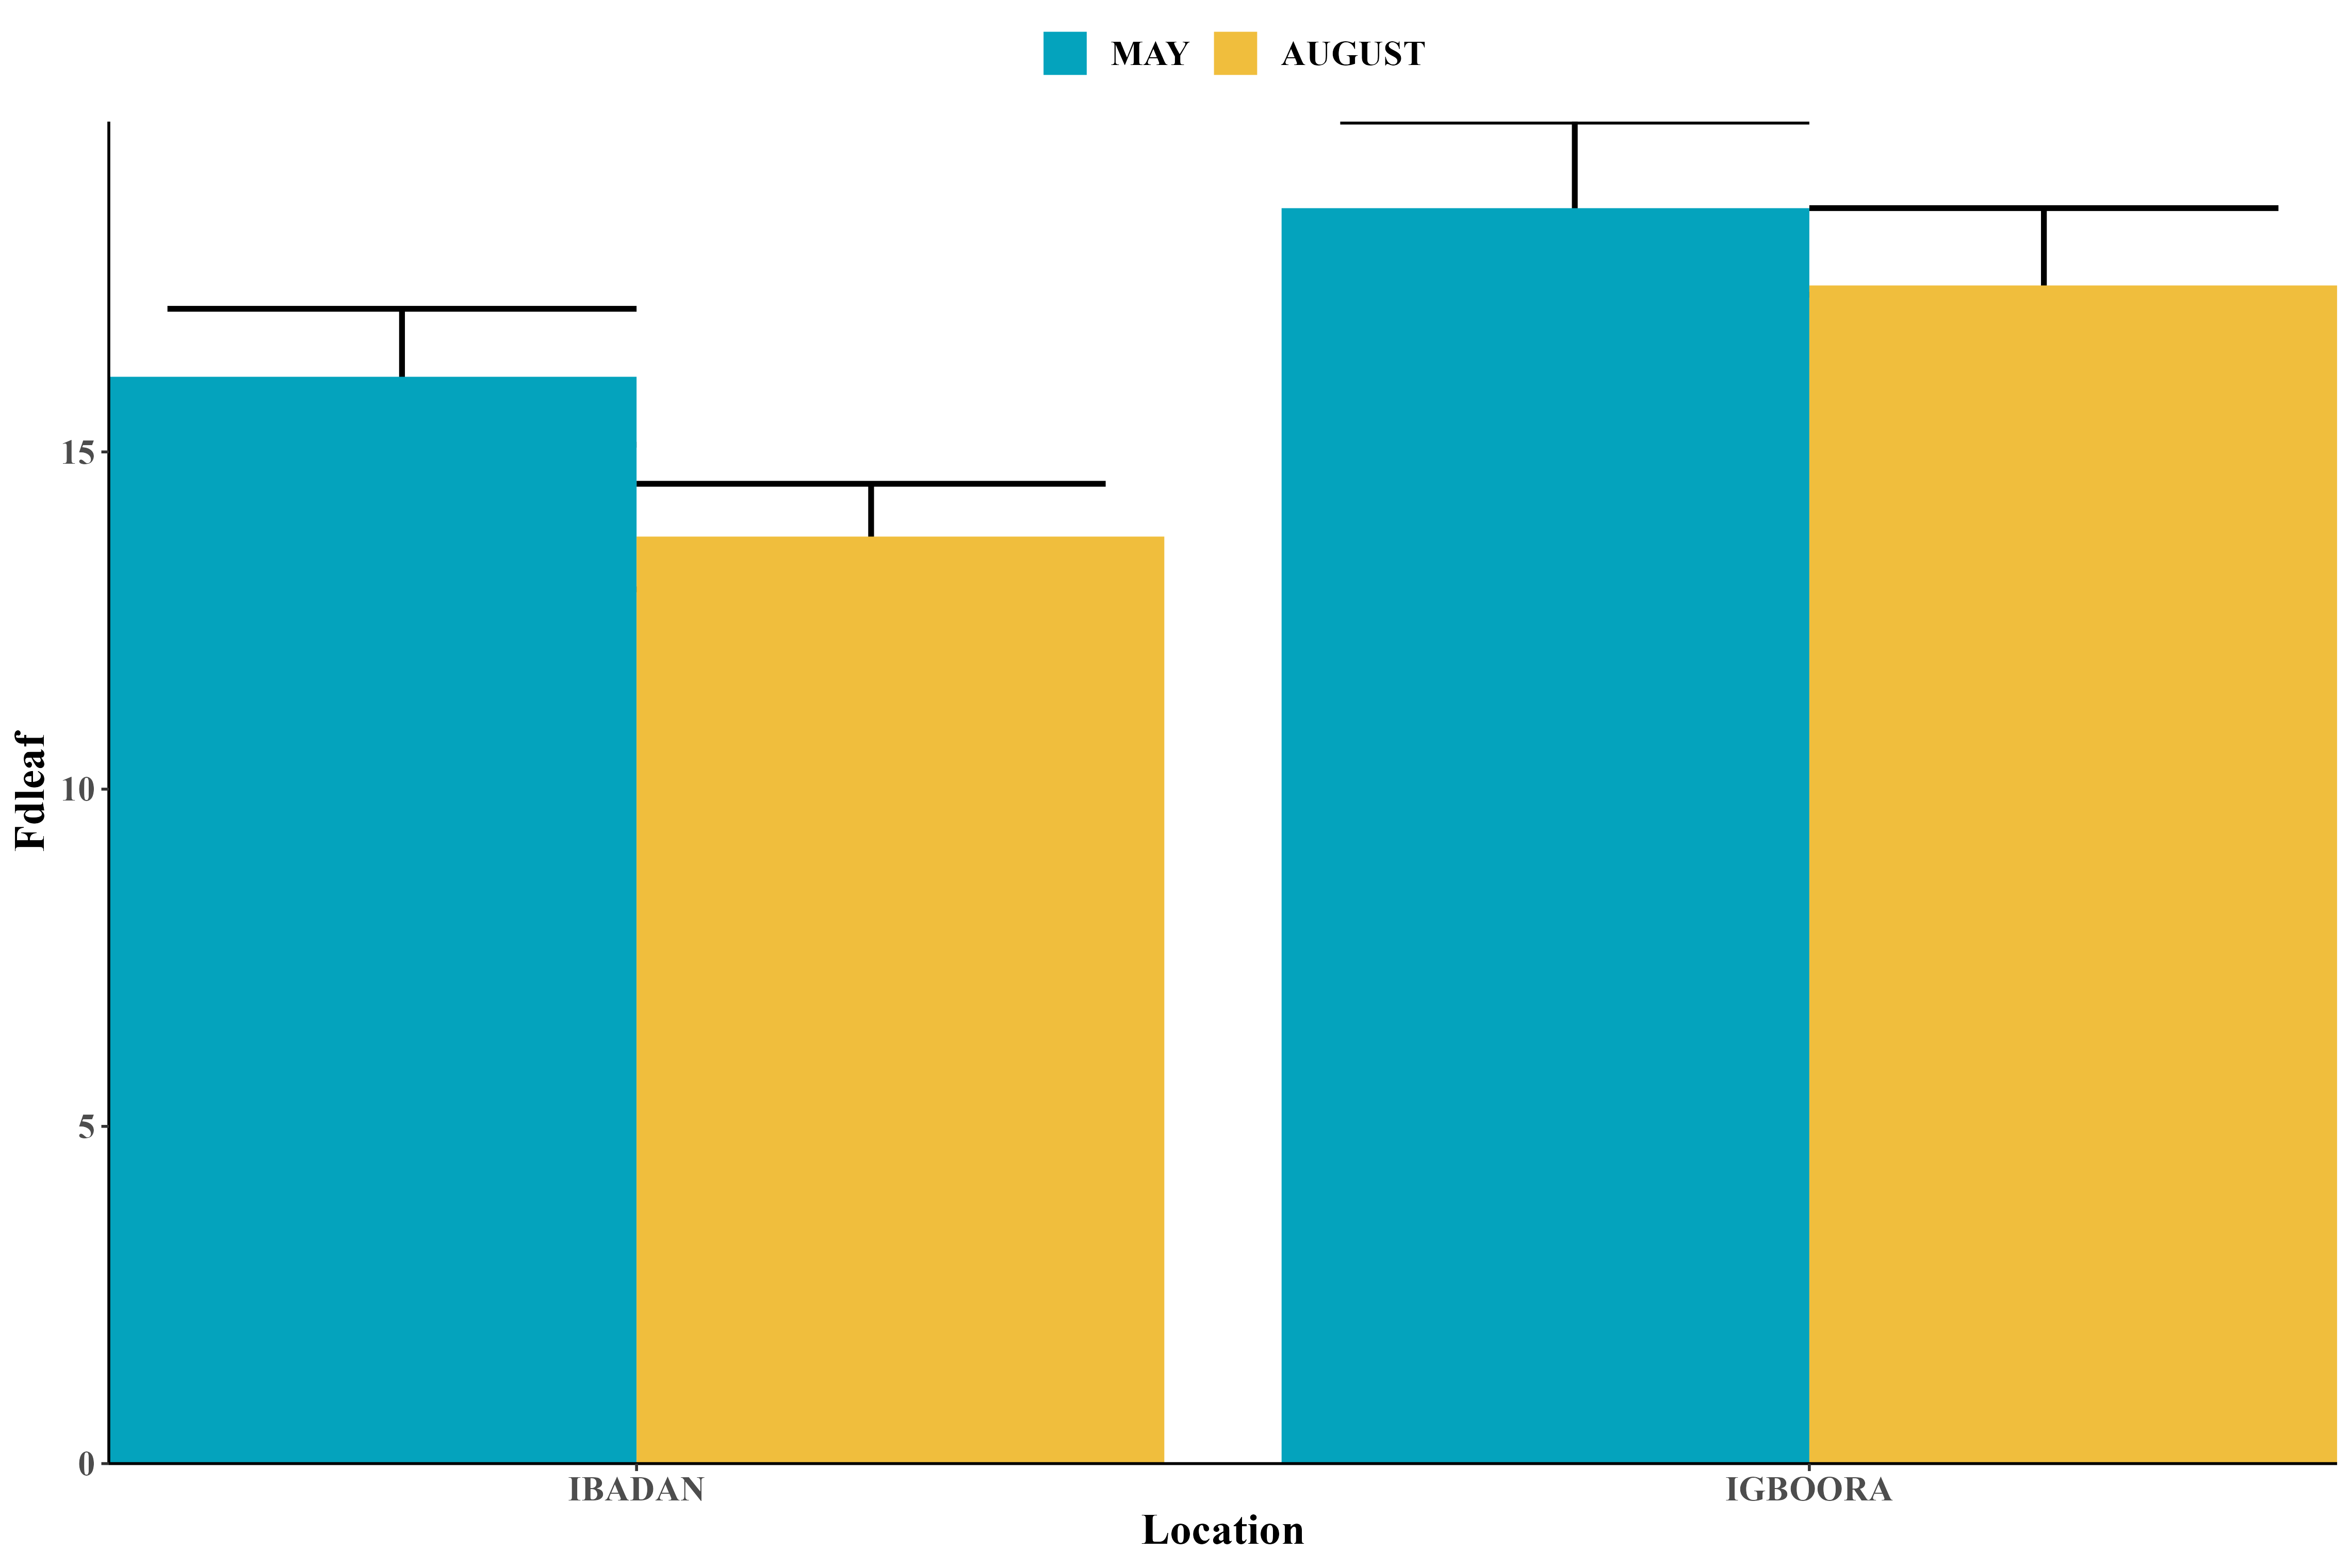 MAY AUGUST
15
10
5
0
Fdleaf
IBADAN IGBOORA
Location